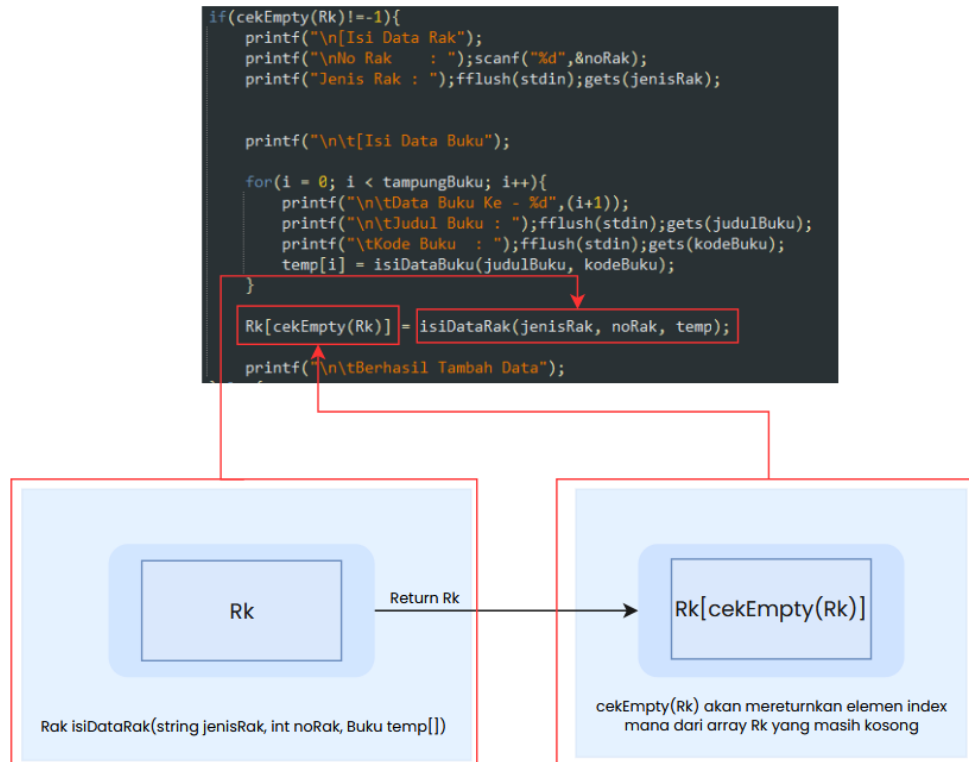 if(cekEmpty(Rk)!=-1){
printf("\n[Isi Data Rak");
printf("\nNo Rak    : ");scanf("%d",&noRak);
printf("Jenis Rak : ");fflush(stdin);gets(jenisRak);
printf("\n\t[Isi Data Buku");
for(i = 0; i < tampungBuku; i++){
printf("\n\tData Buku Ke - %d",(i+1));
printf("\n\tJudul Buku : ");fflush(stdin);gets(judulBuku);
printf("\tKode Buku  : ");fflush(stdin);gets(kodeBuku);
temp[i] = isiDataBuku(judulBuku, kodeBuku);
}
Rk[cekEmpty(Rk)] = isiDataRak(jenisRak, noRak, temp);
printf("\n\tBerhasil Tambah Data");
Rk
Return Rk
Rk[cekEmpty(Rk)]
Rak isiDataRak(string jenisRak, int noRak, Buku temp[])
cekEmpty(Rk) akan mereturnkan elemen index
mana dari array Rk yang masih kosong